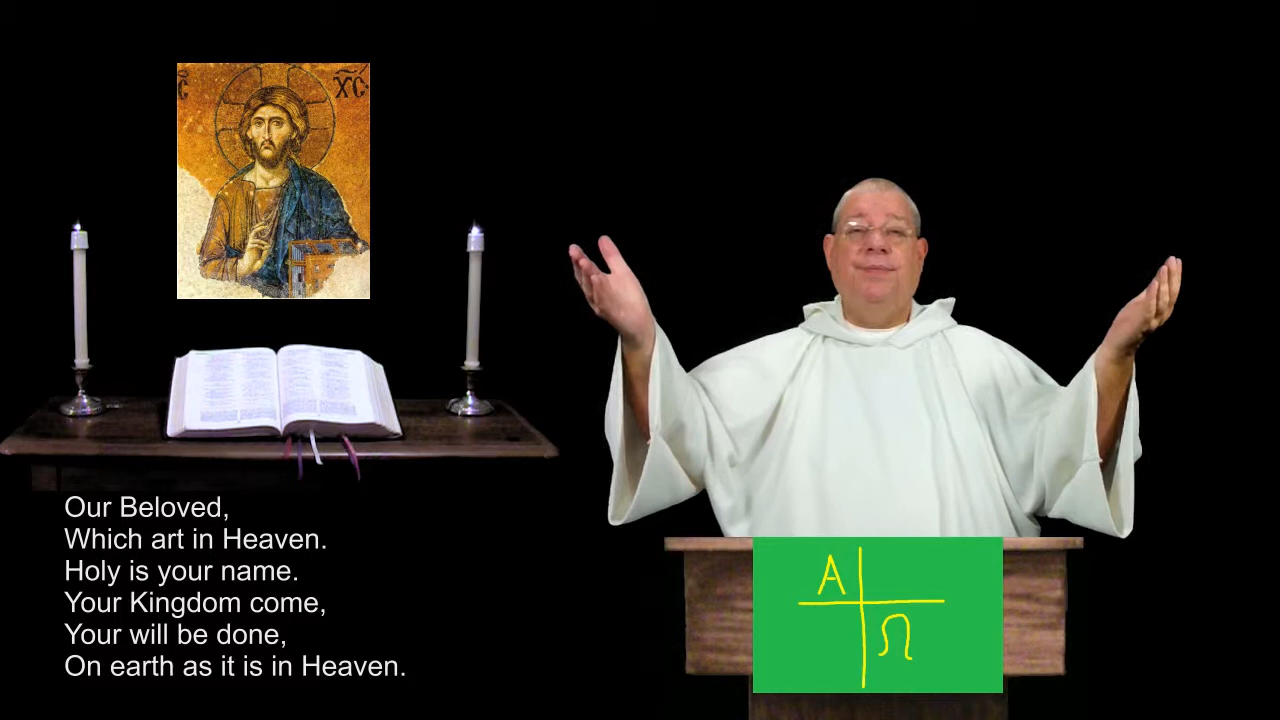 C
XC
Our Beloved,
Which art in Heaven.
Holy is your name.
Your Kingdom come,
Your will be done,
On earth as it is in Heaven.
A
Ω